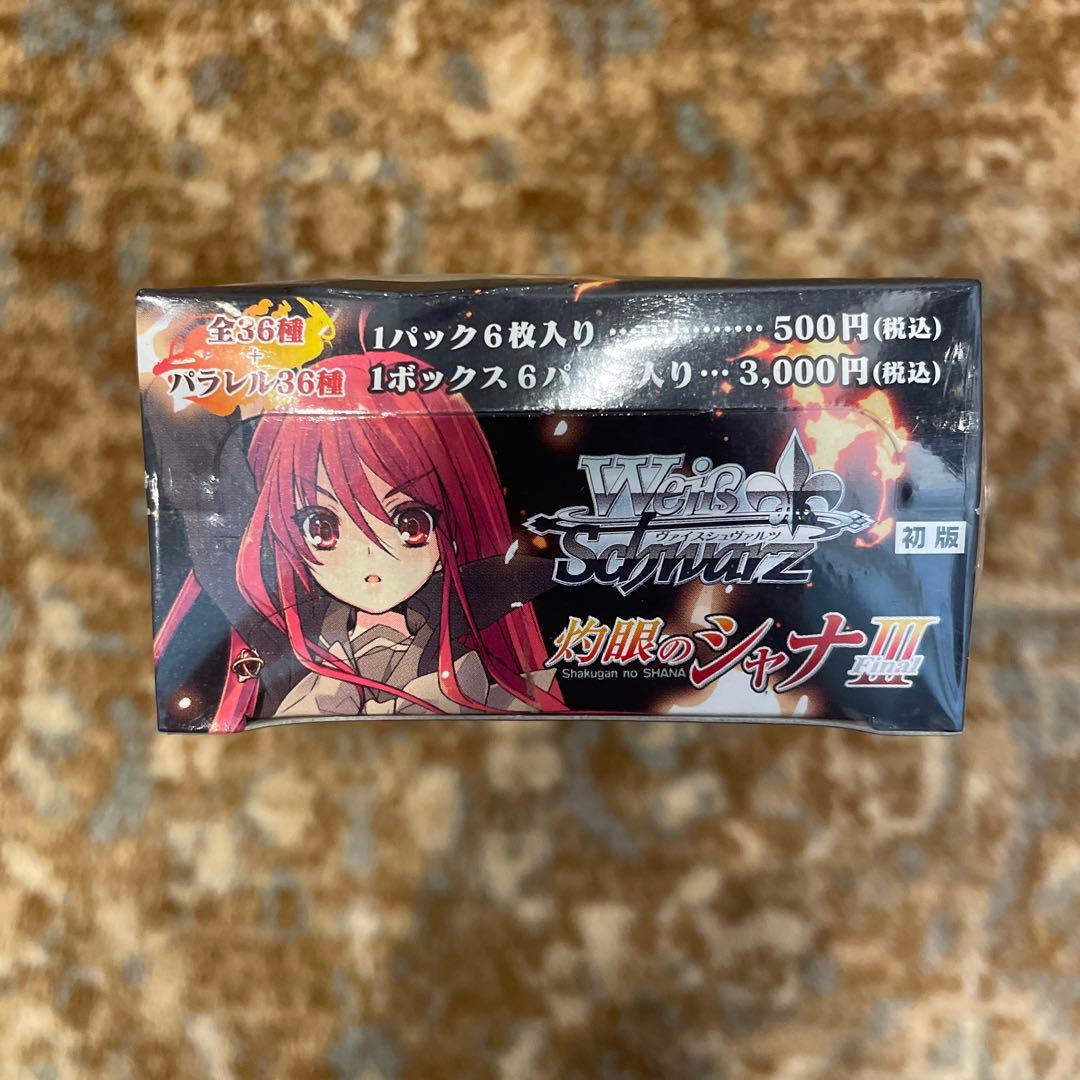 全36種
+
パラレル36種
1パック6枚入り ………………… 500円(税込)
1ボックス6パ 入り… 3,000円(税込)
Weiß
ヴァイスシュヴァルツ
Schwarz
初版
灼眼のシャナIII
Shakugan no SHANA
Final